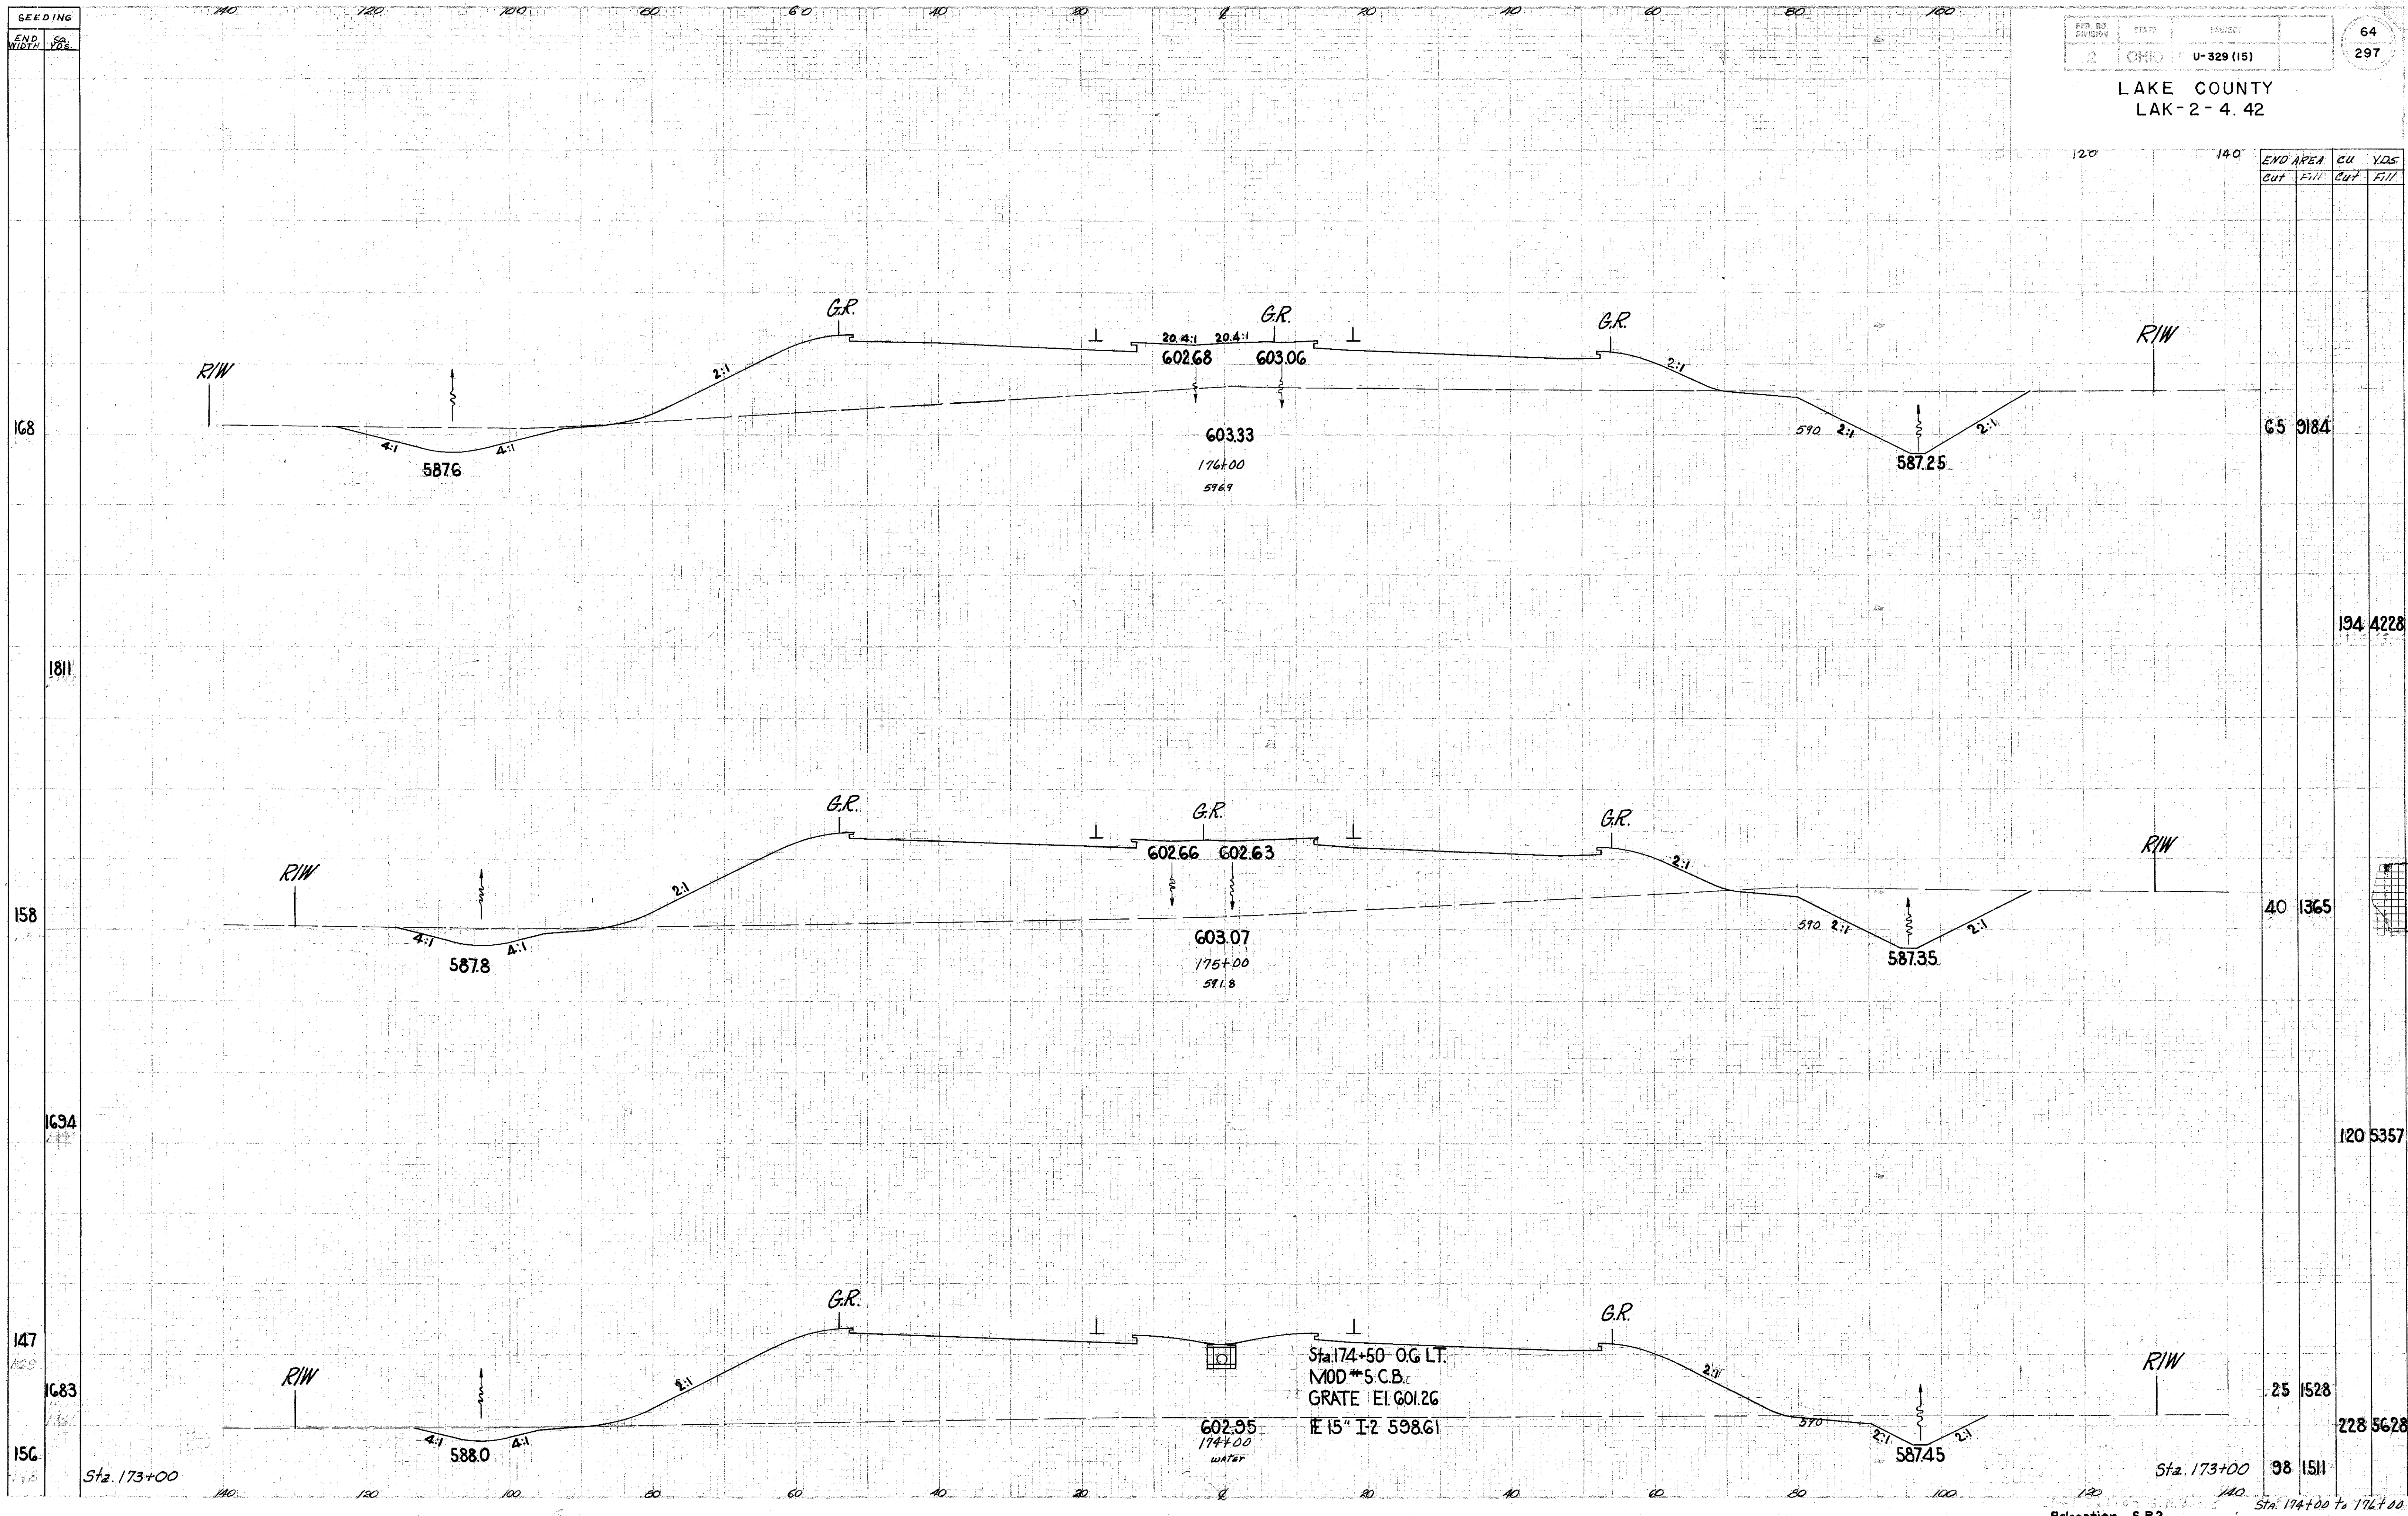 SEEDING
END WIDTH SQ. YDS.
140 120 100 80 60 40 20 ℄ 20 40 60 80 100
FED. RD. DIVISION STATE PROJECT
2 OHIO U-329 (15)
64
297
LAKE COUNTY
LAK-2-4.42
120 140
END AREA CU YDS
Cut Fill Cut Fill
G.R. G.R. G.R.
R/W R/W
20.4:1 20.4:1
602.68 603.06
2:1 2:1
168
4:1 4:1
587.6
603.33
176+00
596.9
590 2:1 2:1
587.25
65 918.4
194 4228
1811
G.R. G.R. G.R.
R/W R/W
602.66 602.63
2:1 2:1
158
4:1 4:1
587.8
603.07
175+00
591.8
590 2:1 2:1
587.35
40 1365
1694
120 5357
G.R. G.R.
147
R/W R/W
Sta. 174+50 0.6 LT.
MOD #5 C.B.
GRATE El. 601.26
IE 15" I-2 598.61
2:1 2:1
1683
25 1528
228 5628
4:1 4:1
588.0
602.95
174+00
water
590
2:1 2:1
587.45
156
Sta. 173+00
Sta. 173+00 98 1511
140 120 100 80 60 40 20 ℄ 20 40 60 80 100 120 140
Sta. 174+00 to 176+00